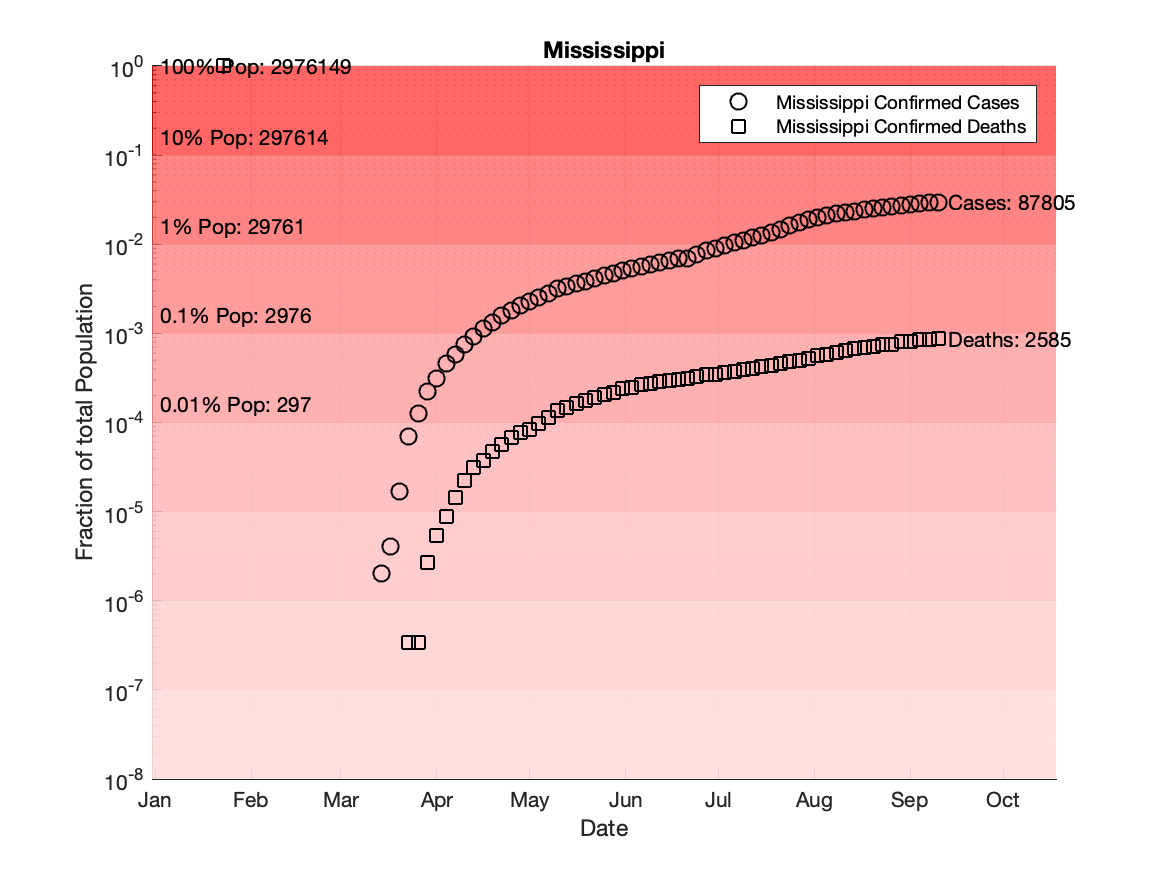 Mississippi
10^0
100% Pop: 2976149
Mississippi Confirmed Cases
Mississippi Confirmed Deaths
10% Pop: 297614
10^-1
Cases: 87805
1% Pop: 29761
10^-2
0.1% Pop: 2976
10^-3
Deaths: 2585
0.01% Pop: 297
10^-4
10^-5
10^-6
10^-7
10^-8
Fraction of total Population
Jan Feb Mar Apr May Jun Jul Aug Sep Oct
Date